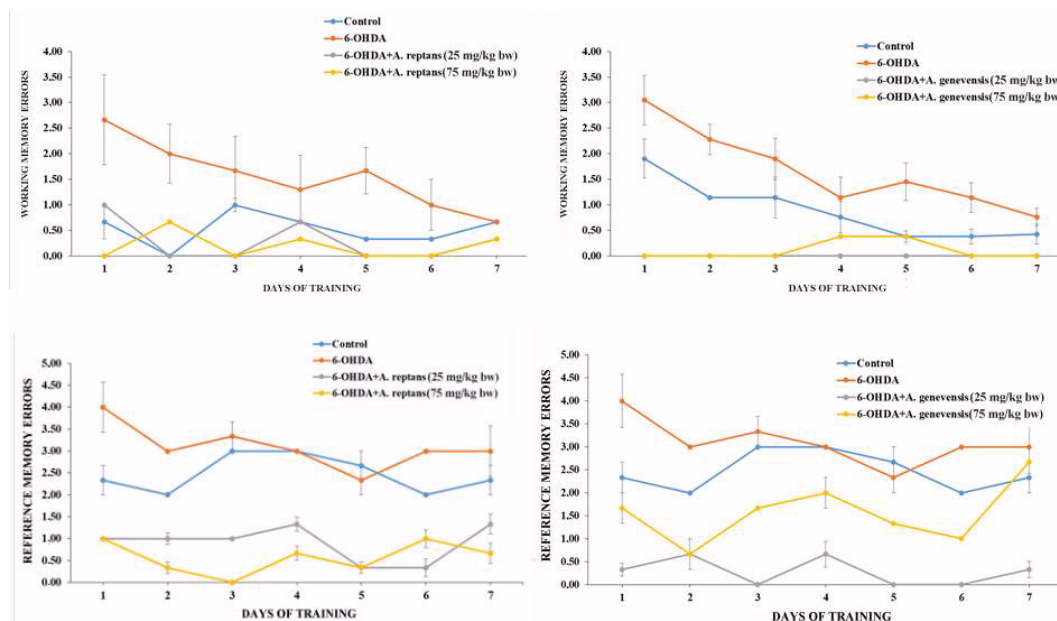 Control
6-OHDA
6-OHDA+A. reptans (25 mg/kg bw)
6-OHDA+A. reptans(75 mg/kg bw)
WORKING MEMORY ERRORS
4.00
3.50
3.00
2.50
2.00
1.50
1.00
0.50
0.00
1 2 3 4 5 6 7
DAYS OF TRAINING
Control
6-OHDA
6-OHDA+A. genevensis (25 mg/kg bw)
6-OHDA+A. genevensis(75 mg/kg bw)
WORKING MEMORY ERRORS
4.00
3.50
3.00
2.50
2.00
1.50
1.00
0.50
0.00
1 2 3 4 5 6 7
DAYS OF TRAINING
Control
6-OHDA
6-OHDA+A. reptans (25 mg/kg bw)
6-OHDA+A. reptans(75 mg/kg bw)
REFERENCE MEMORY ERRORS
5.00
4.50
4.00
3.50
3.00
2.50
2.00
1.50
1.00
0.50
0.00
1 2 3 4 5 6 7
DAYS OF TRAINING
Control
6-OHDA
6-OHDA+A. genevensis (25 mg/kg bw)
6-OHDA+A. genevensis (75 mg/kg bw)
REFERENCE MEMORY ERRORS
5.00
4.50
4.00
3.50
3.00
2.50
2.00
1.50
1.00
0.50
0.00
1 2 3 4 5 6 7
DAYS OF TRAINING